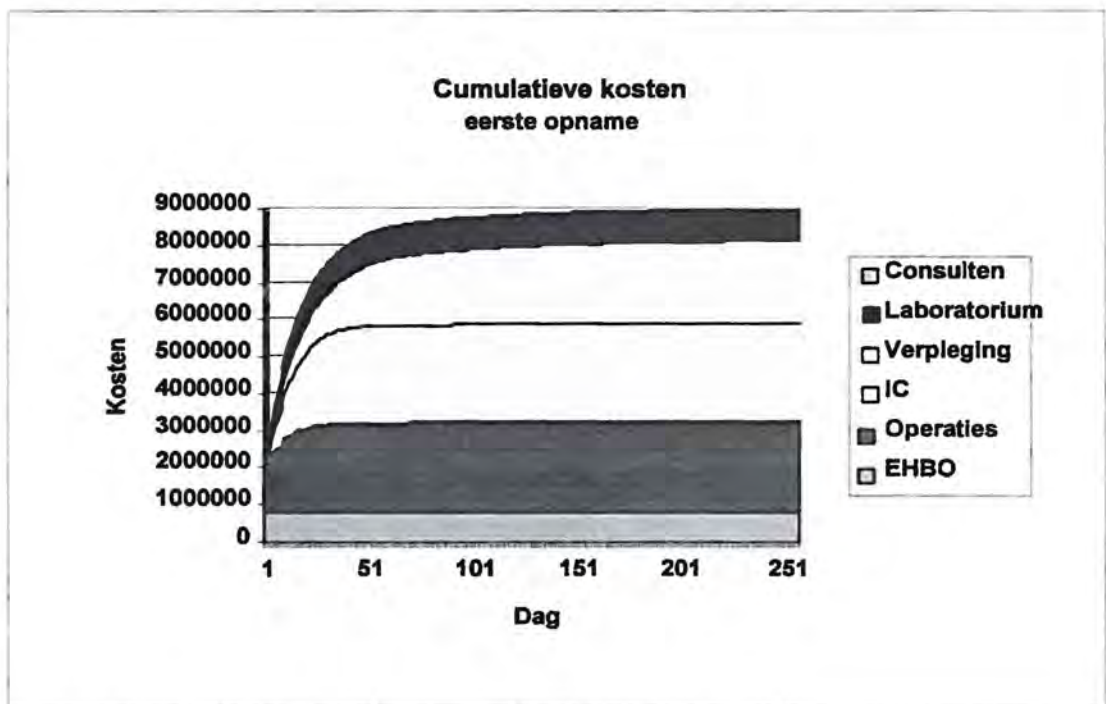 Cumulatieve kosten
eerste opname
9000000
8000000
7000000
6000000
5000000
4000000
3000000
2000000
1000000
0
Kosten
1 51 101 151 201 251
Dag
Consulten
Laboratorium
Verpleging
IC
Operaties
EHBO